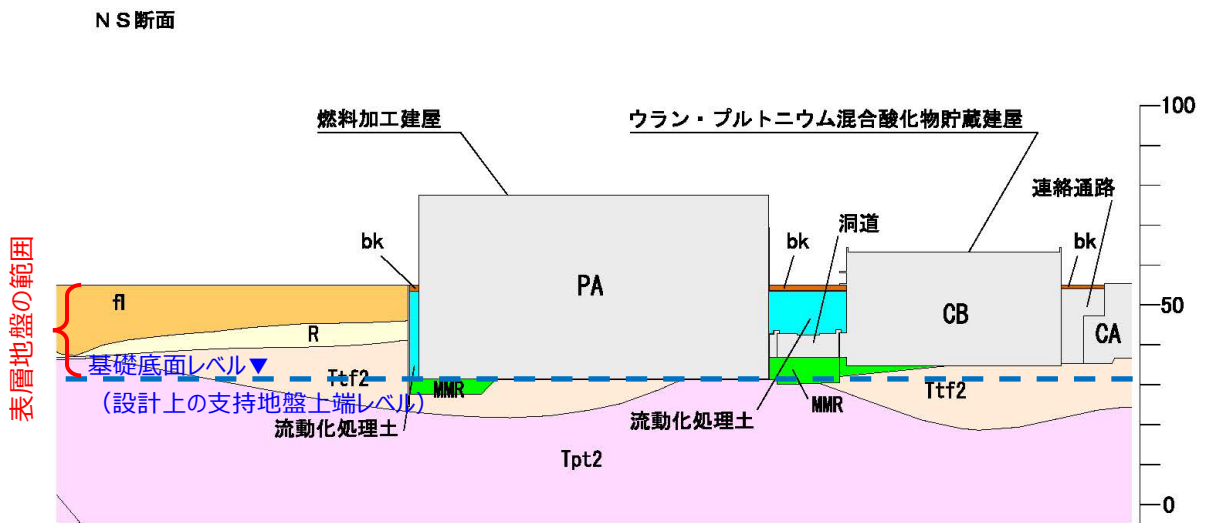 ＮＳ断面
燃料加工建屋
ウラン・プルトニウム混合酸化物貯蔵建屋
100
連絡通路
洞道
bk
bk
bk
表層地盤の範囲
fl
PA
CB
50
R
CA
基礎底面レベル▼
Ttf2
（設計上の支持地盤上端レベル）
MMR
MMR
Ttf2
流動化処理土
流動化処理土
Tpt2
0